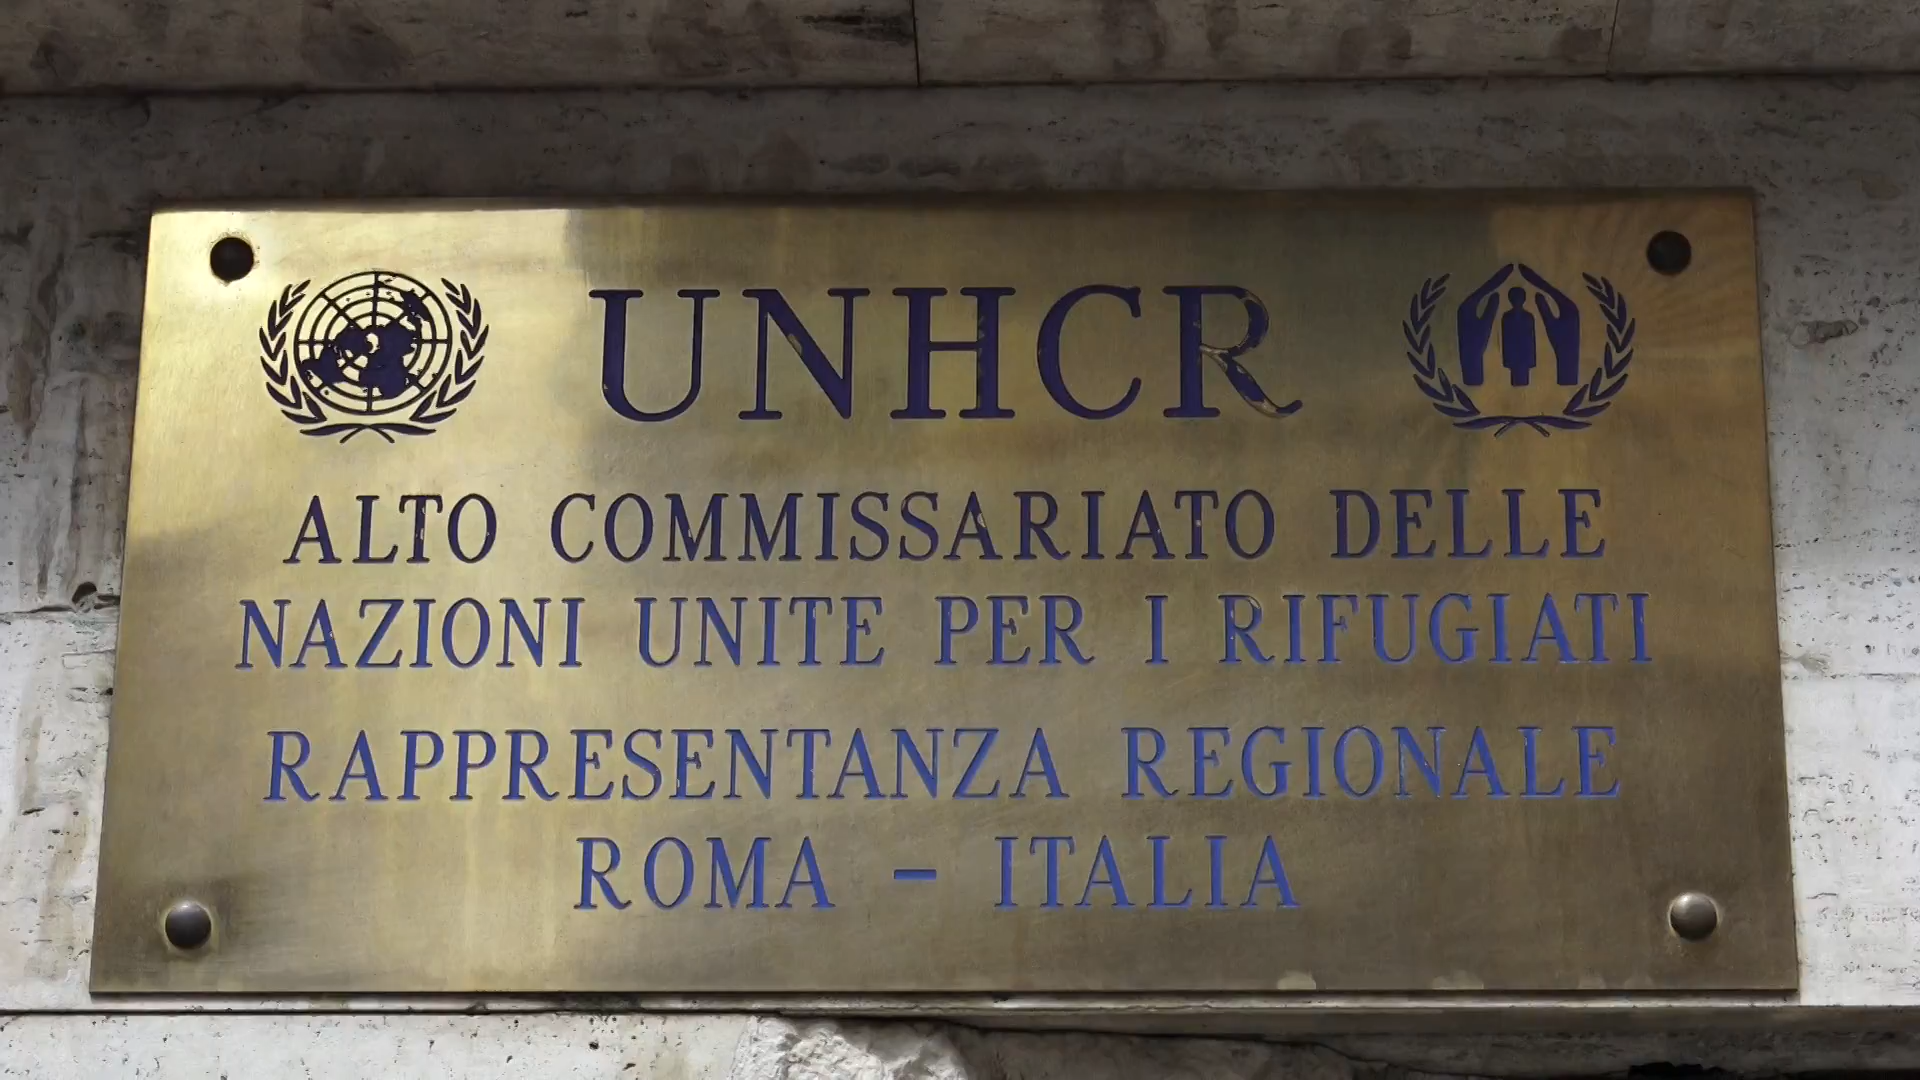 UNHCR
ALTO COMMISSARIATO DELLE
NAZIONI UNITE PER I RIFUGIATI
RAPPRESENTANZA REGIONALE
ROMA - ITALIA